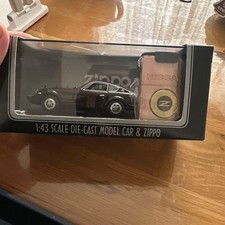 ZIPPO
1:43 SCALE DIE-CAST MODEL CAR & ZIPPO